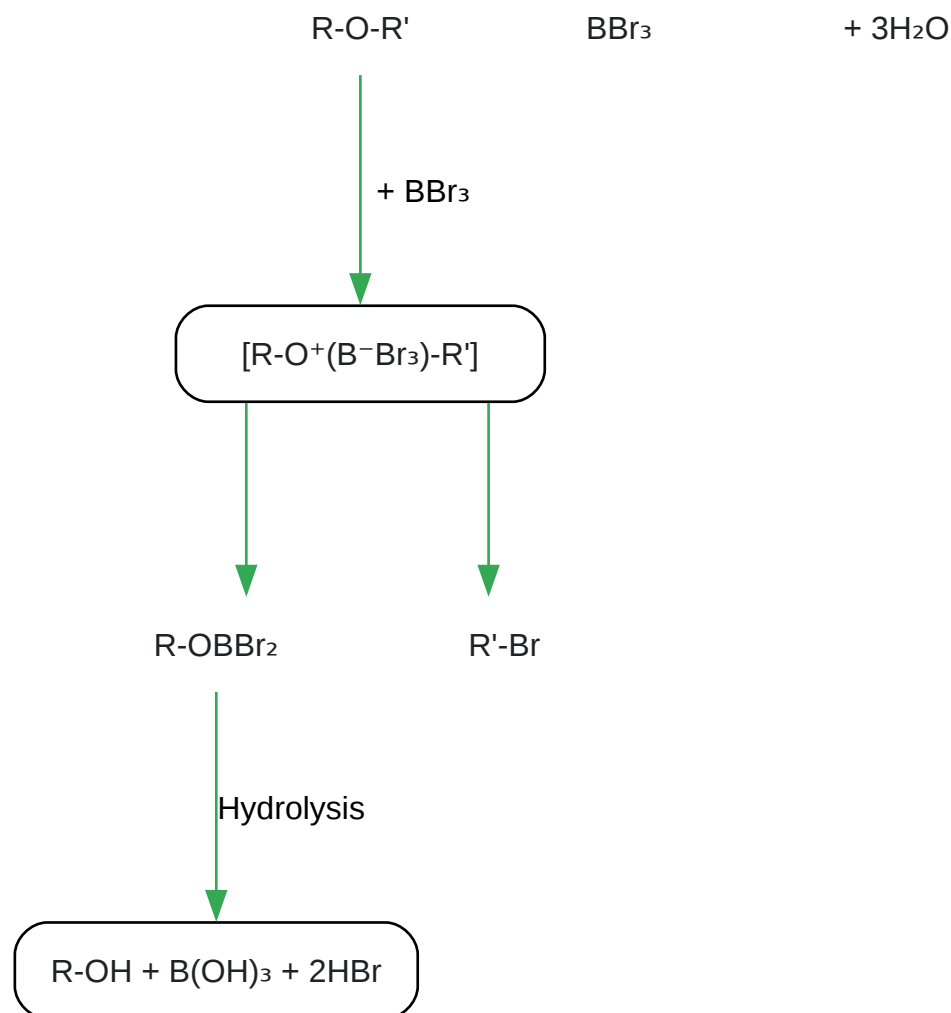 R-O-R' BBr₃ + 3H₂O
+ BBr₃
[R-O⁺(B⁻Br₃)-R']
R-OBBr₂ R'-Br
Hydrolysis
R-OH + B(OH)₃ + 2HBr